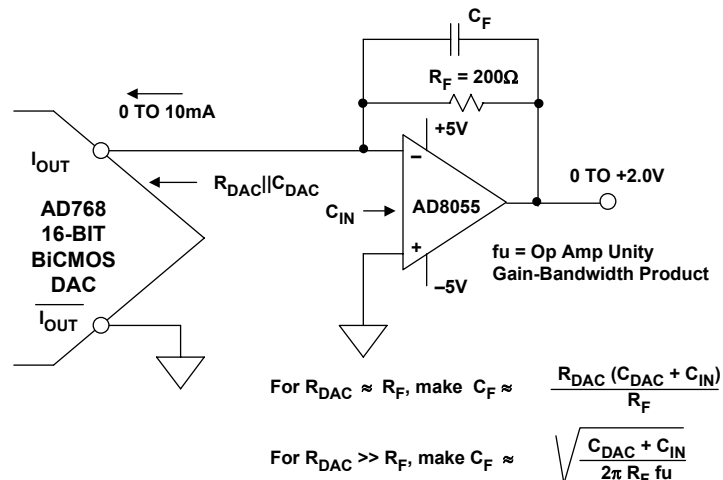 C_F
R_F = 200Ω
0 TO 10mA
+5V
I_OUT
R_DAC||C_DAC
–
AD8055
0 TO +2.0V
C_IN
AD768
16-BIT
BiCMOS
DAC
+
–5V
fu = Op Amp Unity
Gain-Bandwidth Product
I_OUT
For R_DAC ≈ R_F, make C_F ≈ R_DAC (C_DAC + C_IN) / R_F
For R_DAC >> R_F, make C_F ≈ √ C_DAC + C_IN / 2π R_F fu